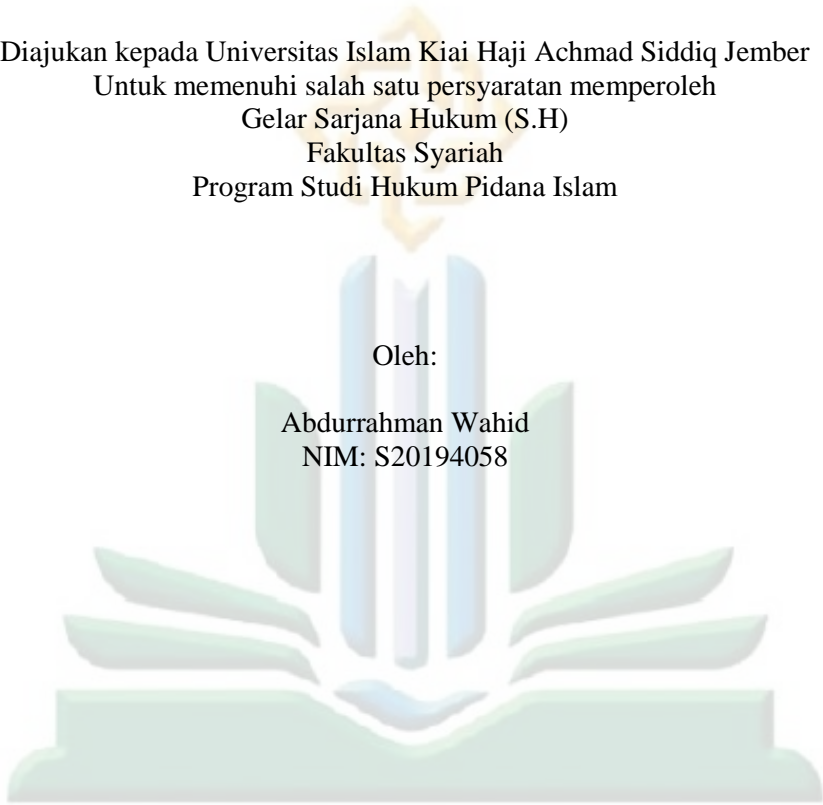 Diajukan kepada Universitas Islam Kiai Haji Achmad Siddiq Jember
Untuk memenuhi salah satu persyaratan memperoleh
Gelar Sarjana Hukum (S.H)
Fakultas Syariah
Program Studi Hukum Pidana Islam
Oleh:
Abdurrahman Wahid
NIM: S20194058